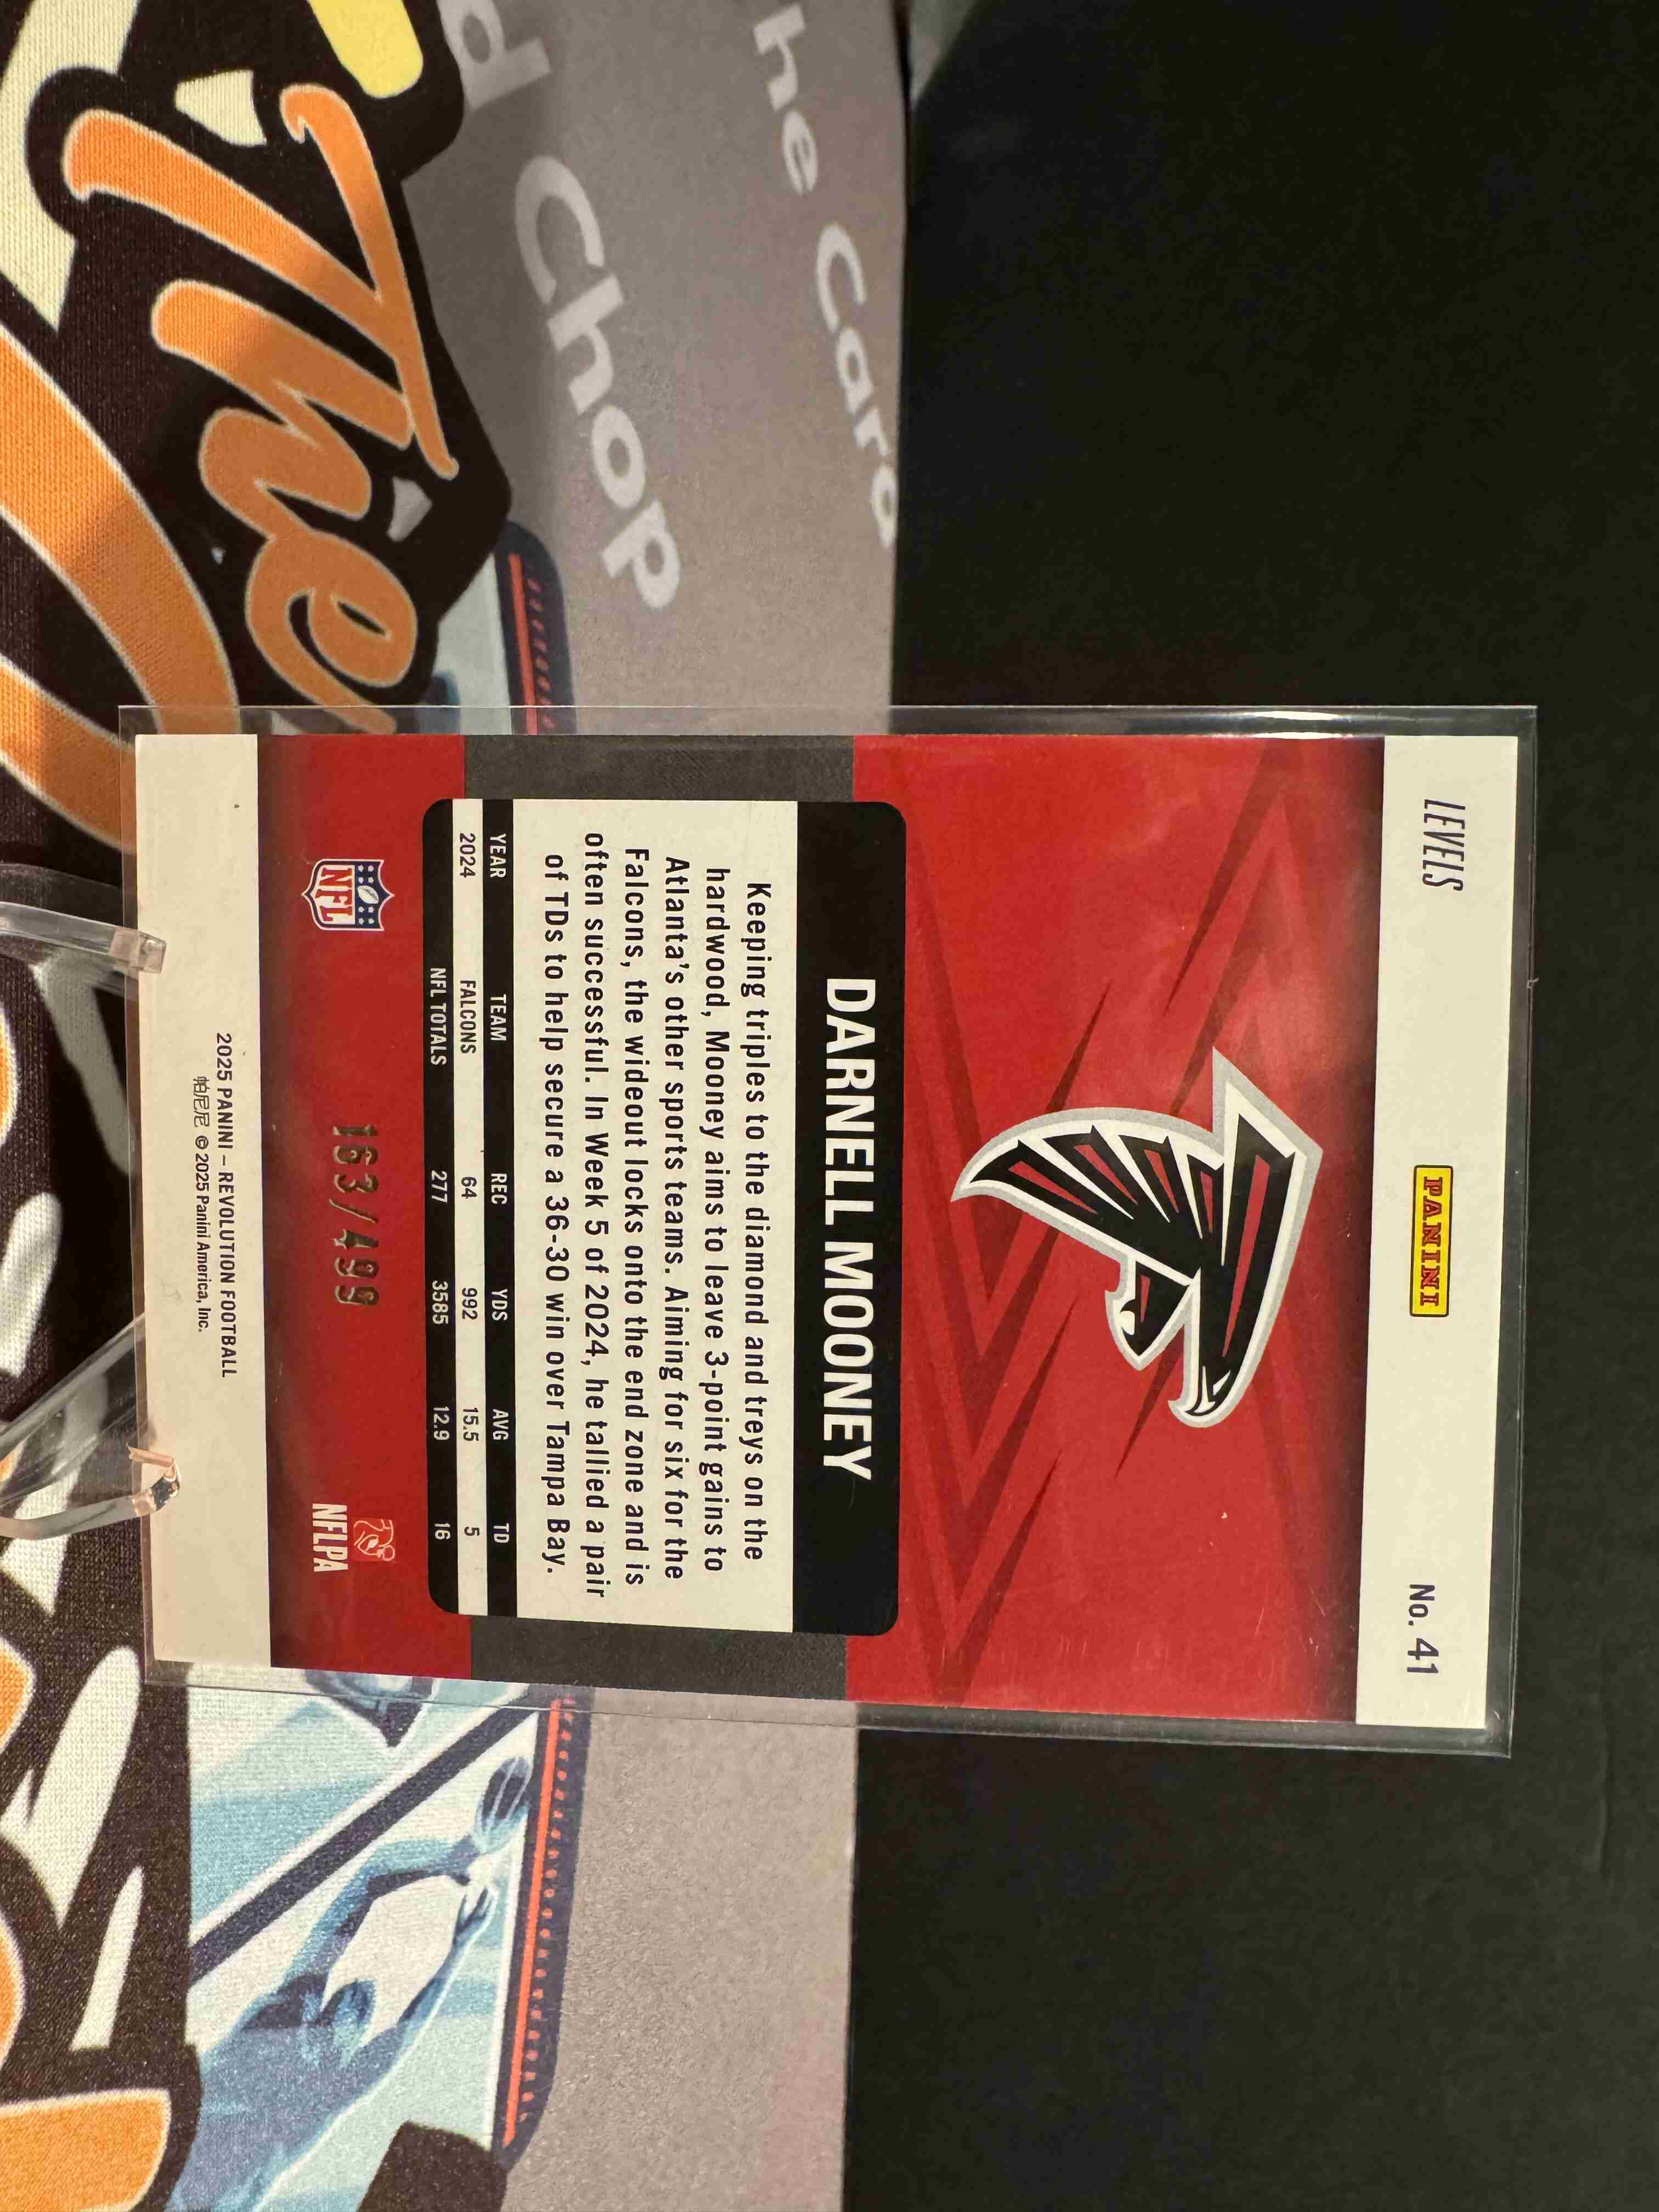 LEVELS
PANINI
No. 41
DARNELL MOONEY
Keeping triples to the diamond and treys on the
hardwood, Mooney aims to leave 3-point gains to
Atlanta's other sports teams. Aiming for six for the
Falcons, the wideout locks onto the end zone and is
often successful. In Week 5 of 2024, he tallied a pair
of TDs to help secure a 36-30 win over Tampa Bay.
YEAR TEAM REC YDS AVG TD
2024 FALCONS 64 992 15.5 5
NFL TOTALS 277 3585 12.9 16
NFL
163/499
NFLPA
2025 PANINI – REVOLUTION FOOTBALL
帕尼尼 © 2025 Panini America, Inc.
he Card
d Chop
The